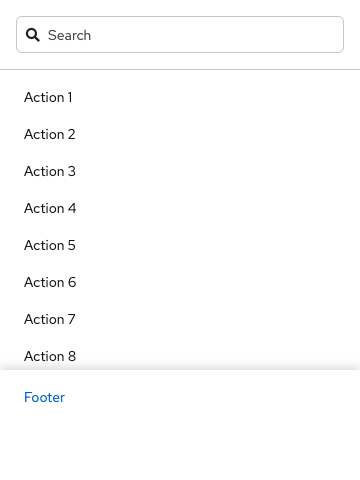 Search
Action 1
Action 2
Action 3
Action 4
Action 5
Action 6
Action 7
Action 8
Footer